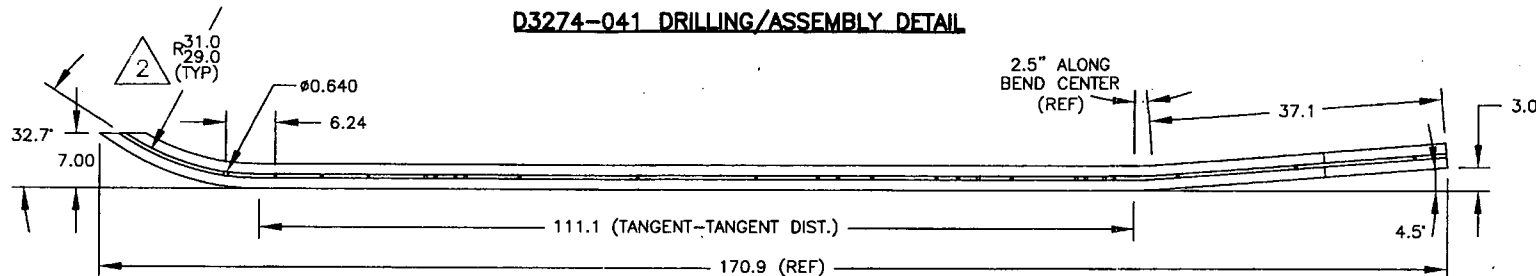 D3274-041 DRILLING/ASSEMBLY DETAIL
2
R31.0
29.0
(TYP)
ø0.640
6.24
2.5" ALONG
BEND CENTER
(REF)
37.1
3.0
32.7°
7.00
111.1 (TANGENT-TANGENT DIST.)
4.5°
170.9 (REF)